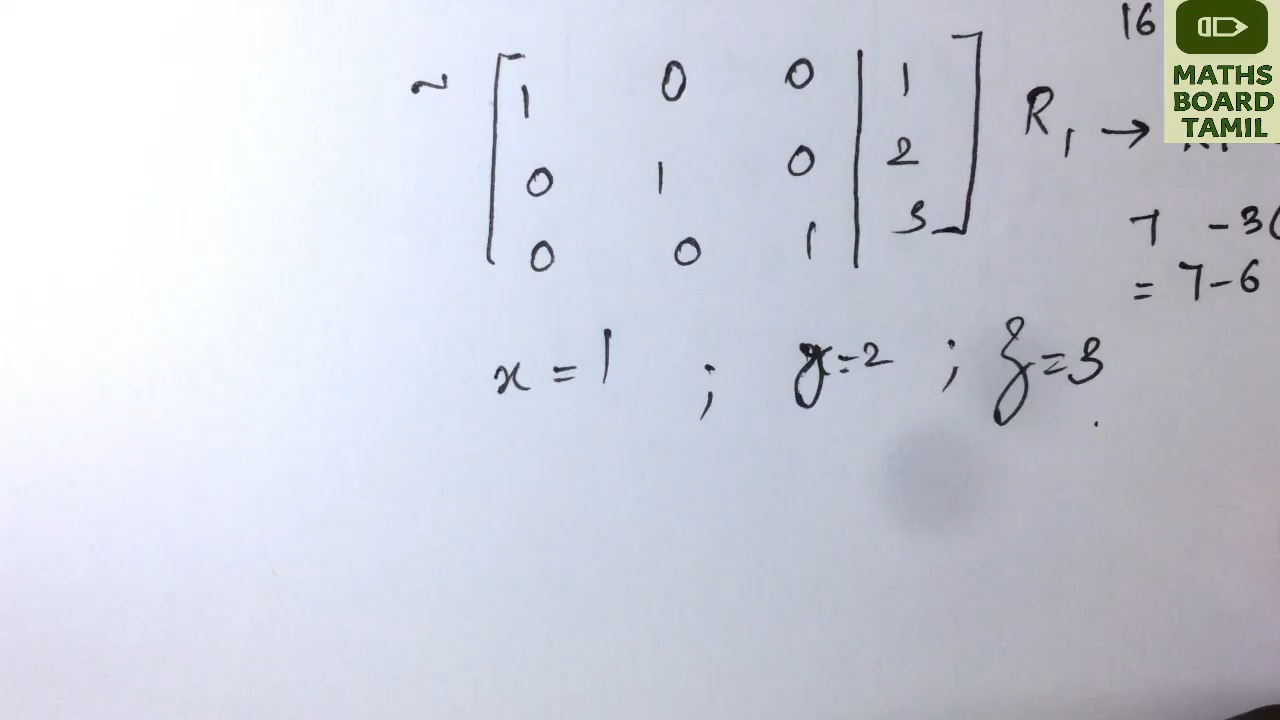 16
MATHS
BOARD
TAMIL
~ [ 1 0 0 | 1 ] R₁ →
0 1 0 | 2
0 0 1 | 3
7 - 3(
= 7 - 6
x = 1 ; y = 2 ; z = 3 .